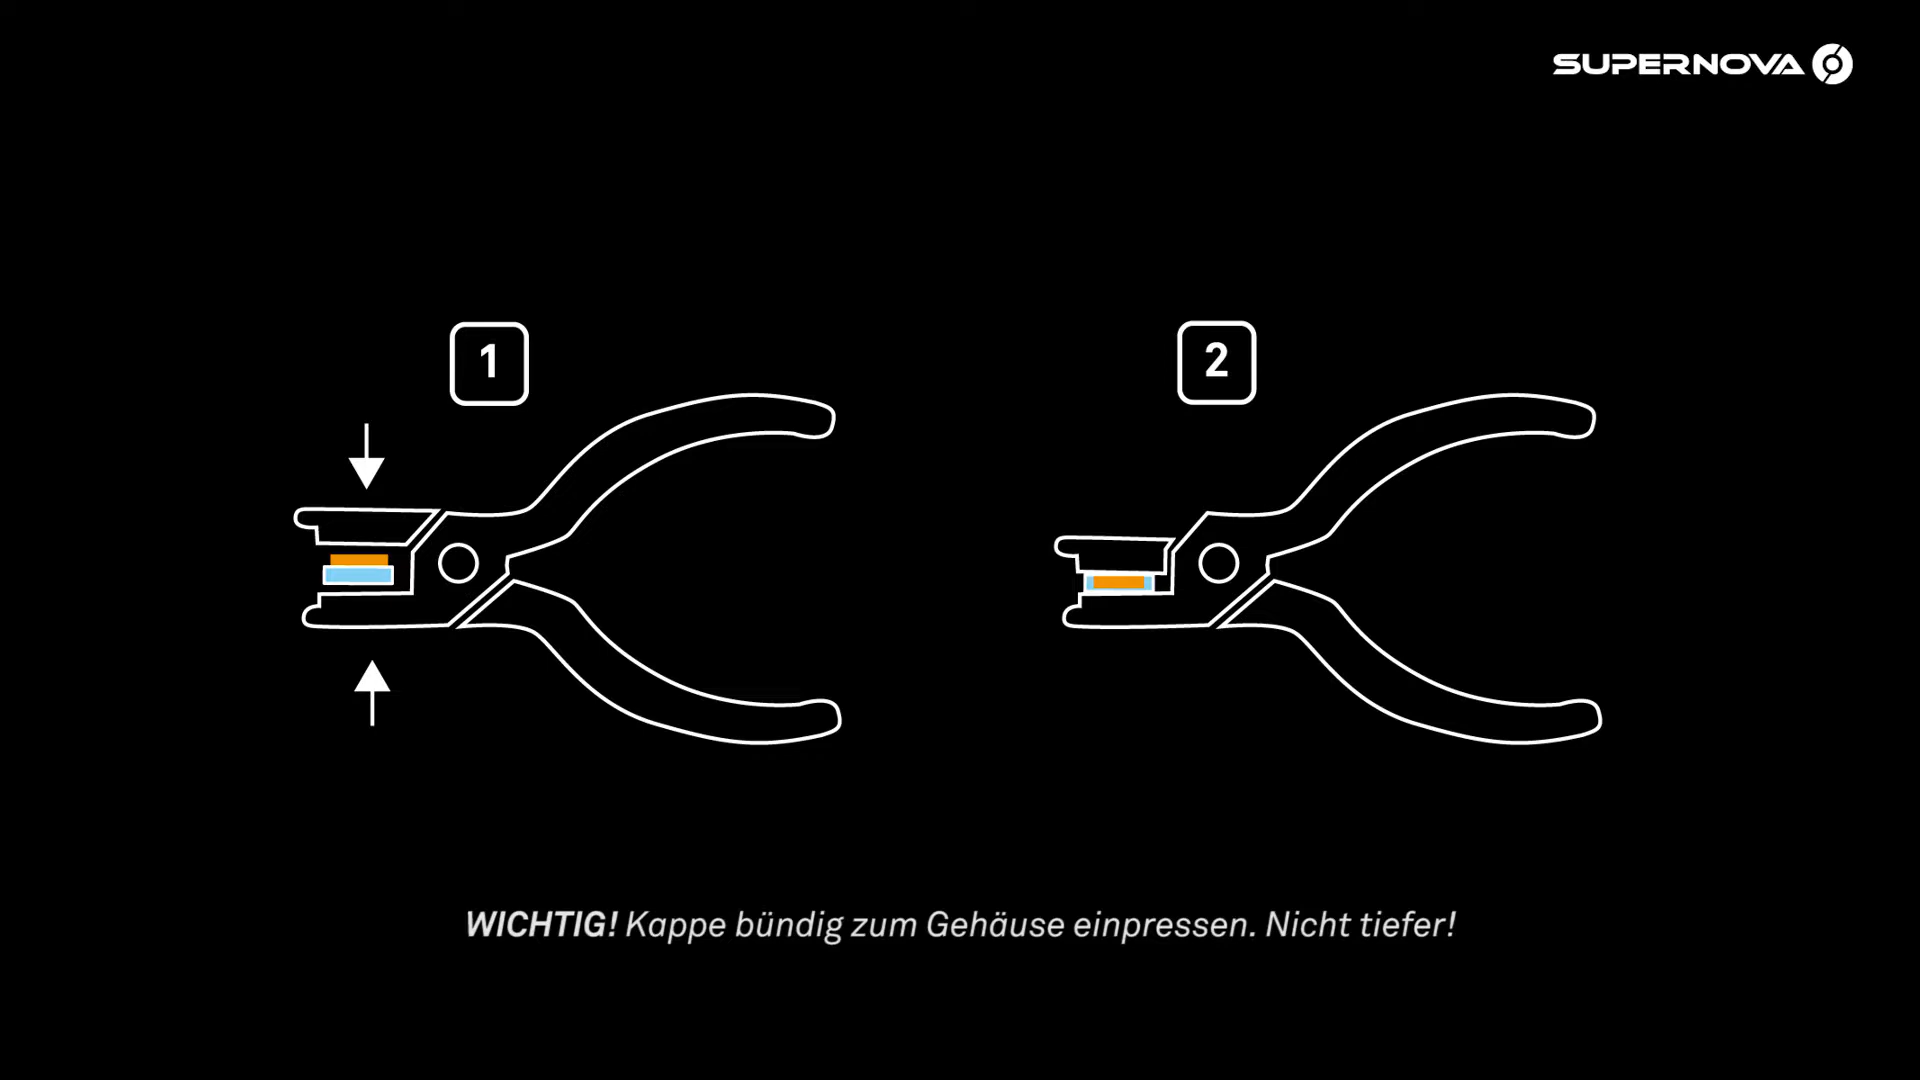 SUPERNOVA
1
2
WICHTIG! Kappe bündig zum Gehäuse einpressen. Nicht tiefer!